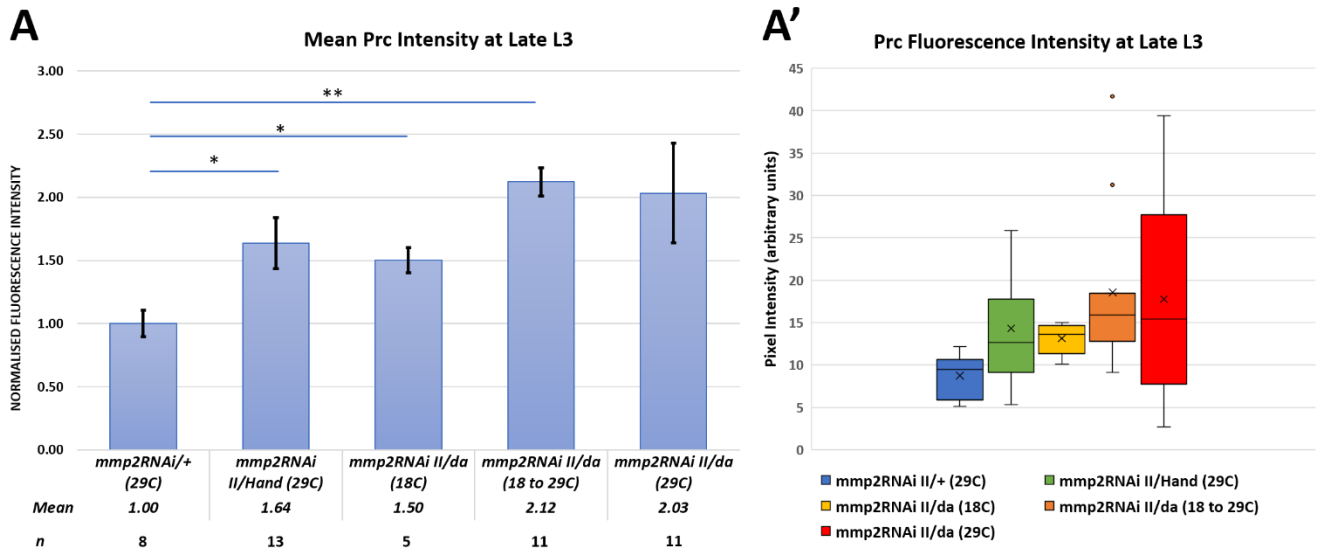 A
Mean Prc Intensity at Late L3
NORMALISED FLUORESCENCE INTENSITY
3.00
2.50
2.00
1.50
1.00
0.50
0.00
**
*
*
mmp2RNAi/+ (29C)
mmp2RNAi II/Hand (29C)
mmp2RNAi II/da (18C)
mmp2RNAi II/da (18 to 29C)
mmp2RNAi II/da (29C)
Mean 1.00 1.64 1.50 2.12 2.03
n 8 13 5 11 11
A'
Prc Fluorescence Intensity at Late L3
Pixel Intensity (arbitrary units)
45
40
35
30
25
20
15
10
5
0
mmp2RNAi II/+ (29C)
mmp2RNAi II/Hand (29C)
mmp2RNAi II/da (18C)
mmp2RNAi II/da (18 to 29C)
mmp2RNAi II/da (29C)